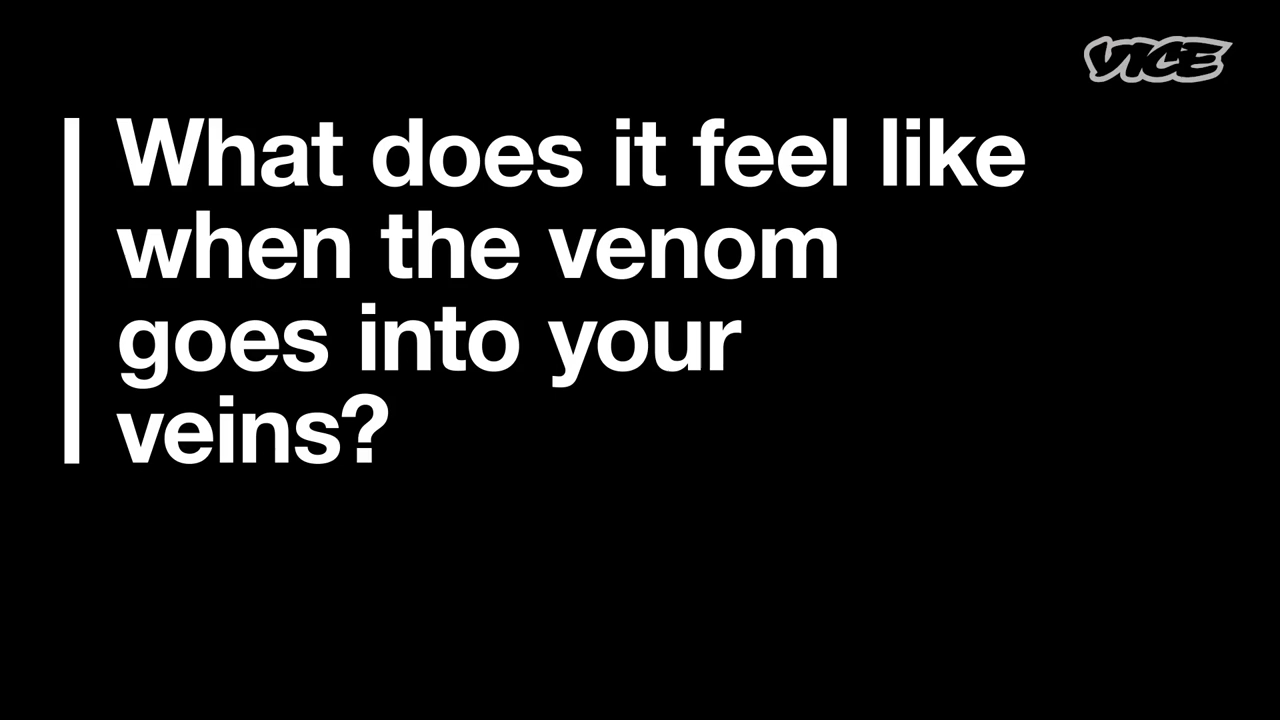 VICE
What does it feel like
when the venom
goes into your
veins?